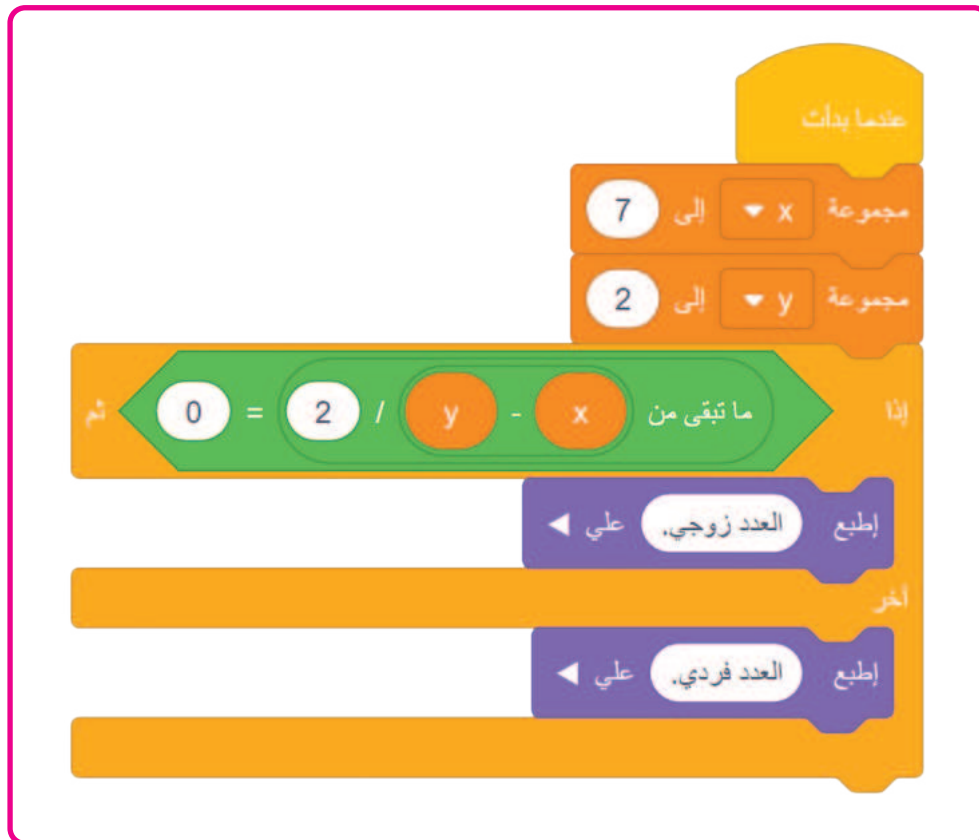 عندما بدأت
مجموعة x إلى 7
مجموعة y إلى 2
إذا ما تبقى من x - y / 2 = 0 ثم
إطبع العدد زوجي. علي
أخر
إطبع العدد فردي. علي